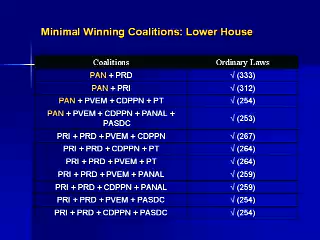 Minimal Winning Coalitions: Lower House
Coalitions Ordinary Laws
PAN + PRD √ (333)
PAN + PRI √ (312)
PAN + PVEM + CDPPN + PT √ (254)
PAN + PVEM + CDPPN + PANAL +
PASDC √ (253)
PRI + PRD + PVEM + CDPPN √ (267)
PRI + PRD + CDPPN + PT √ (264)
PRI + PRD + PVEM + PT √ (264)
PRI + PRD + PVEM + PANAL √ (259)
PRI + PRD + CDPPN + PANAL √ (259)
PRI + PRD + PVEM + PASDC √ (254)
PRI + PRD + CDPPN + PASDC √ (254)